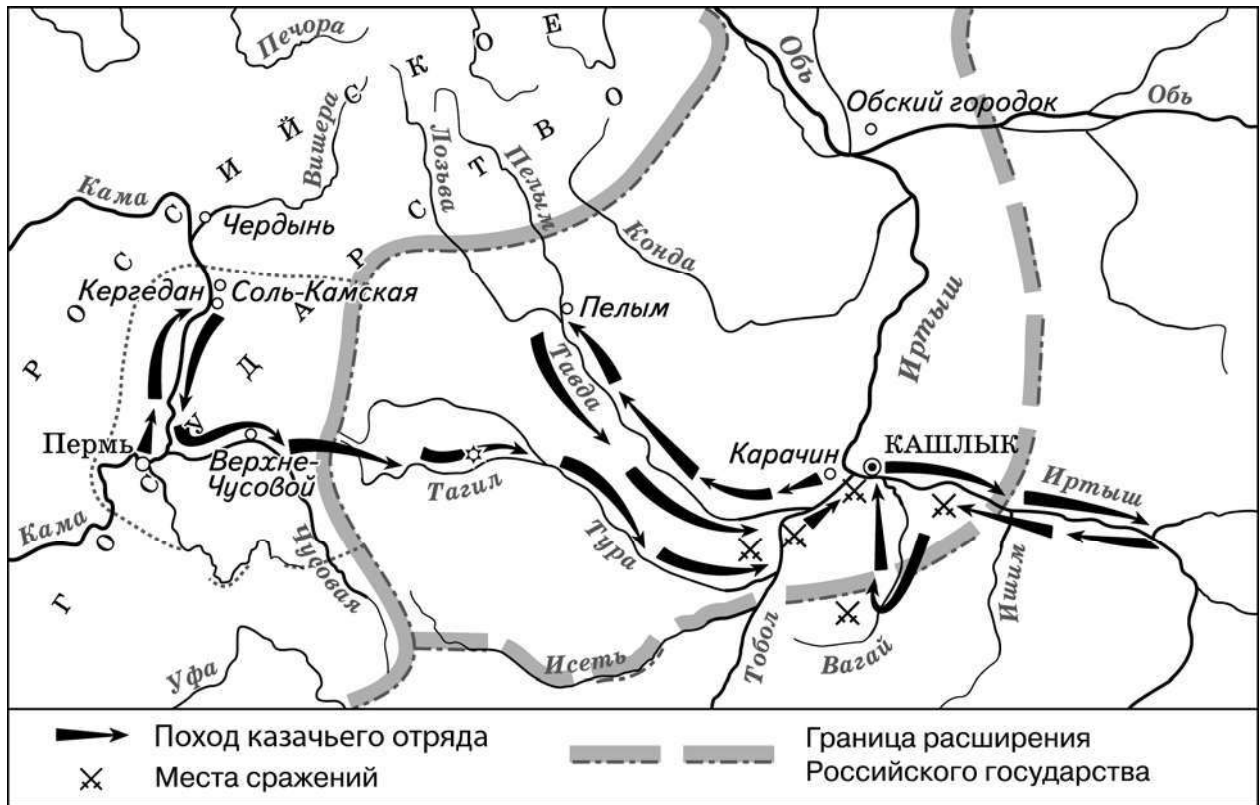 Печора
Обь
Обский городок
Обь
Вишера
Лозьва
Пелым
Кама
Чердынь
Конда
РОССИЙСКОЕ
ГОСУДАРСТВО
Кергедан
Соль-Камская
Пелым
Иртыш
Тавда
Пермь
Верхне-
Чусовой
Карачин
КАШЛЫК
Иртыш
Тагил
Кама
Чусовая
Тура
Ишим
Тобол
Вагай
Исеть
Уфа
Поход казачьего отряда
Места сражений
Граница расширения
Российского государства